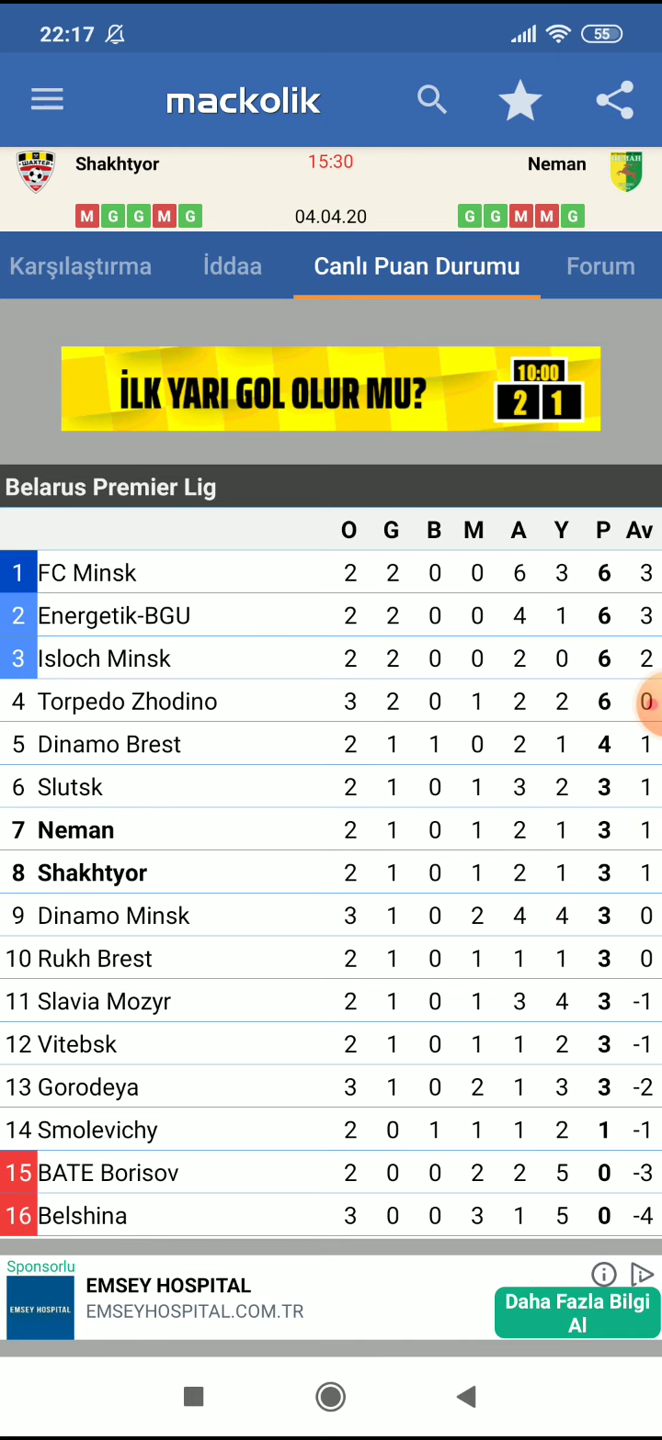 22:17 55
mackolik
Shakhtyor 15:30 Neman
M G G M G 04.04.20 G G M M G
Karşılaştırma İddaa Canlı Puan Durumu Forum
İLK YARI GOL OLUR MU? 10:00 2 1
Belarus Premier Lig
O G B M A Y P Av
1 FC Minsk 2 2 0 0 6 3 6 3
2 Energetik-BGU 2 2 0 0 4 1 6 3
3 Isloch Minsk 2 2 0 0 2 0 6 2
4 Torpedo Zhodino 3 2 0 1 2 2 6 0
5 Dinamo Brest 2 1 1 0 2 1 4 1
6 Slutsk 2 1 0 1 3 2 3 1
7 Neman 2 1 0 1 2 1 3 1
8 Shakhtyor 2 1 0 1 2 1 3 1
9 Dinamo Minsk 3 1 0 2 4 4 3 0
10 Rukh Brest 2 1 0 1 1 1 3 0
11 Slavia Mozyr 2 1 0 1 3 4 3 -1
12 Vitebsk 2 1 0 1 1 2 3 -1
13 Gorodeya 3 1 0 2 1 3 3 -2
14 Smolevichy 2 0 1 1 1 2 1 -1
15 BATE Borisov 2 0 0 2 2 5 0 -3
16 Belshina 3 0 0 3 1 5 0 -4
Sponsorlu
EMSEY HOSPITAL
EMSEY HOSPITAL
EMSEYHOSPITAL.COM.TR
Daha Fazla Bilgi
Al